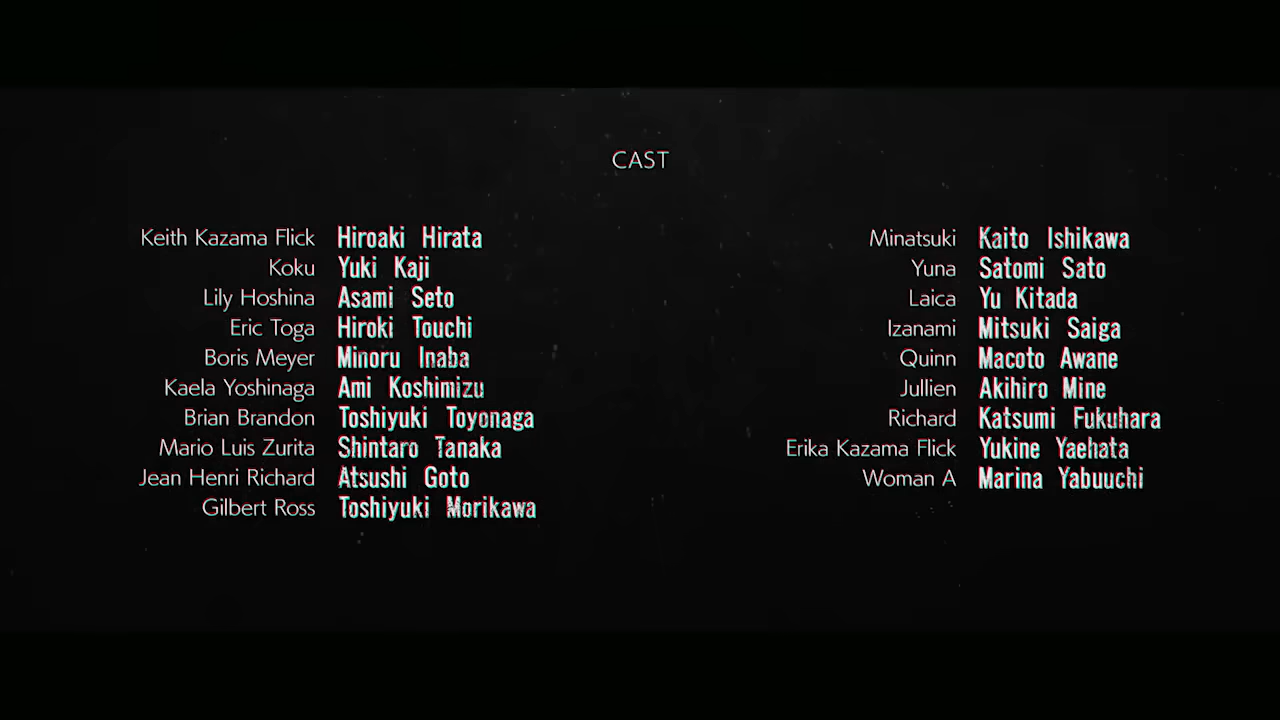 CAST
Keith Kazama Flick Hiroaki Hirata
Koku Yuki Kaji
Lily Hoshina Asami Seto
Eric Toga Hiroki Touchi
Boris Meyer Minoru Inaba
Kaela Yoshinaga Ami Koshimizu
Brian Brandon Toshiyuki Toyonaga
Mario Luis Zurita Shintaro Tanaka
Jean Henri Richard Atsushi Goto
Gilbert Ross Toshiyuki Morikawa
Minatsuki Kaito Ishikawa
Yuna Satomi Sato
Laica Yu Kitada
Izanami Mitsuki Saiga
Quinn Macoto Awane
Jullien Akihiro Mine
Richard Katsumi Fukuhara
Erika Kazama Flick Yukine Yaehata
Woman A Marina Yabuuchi